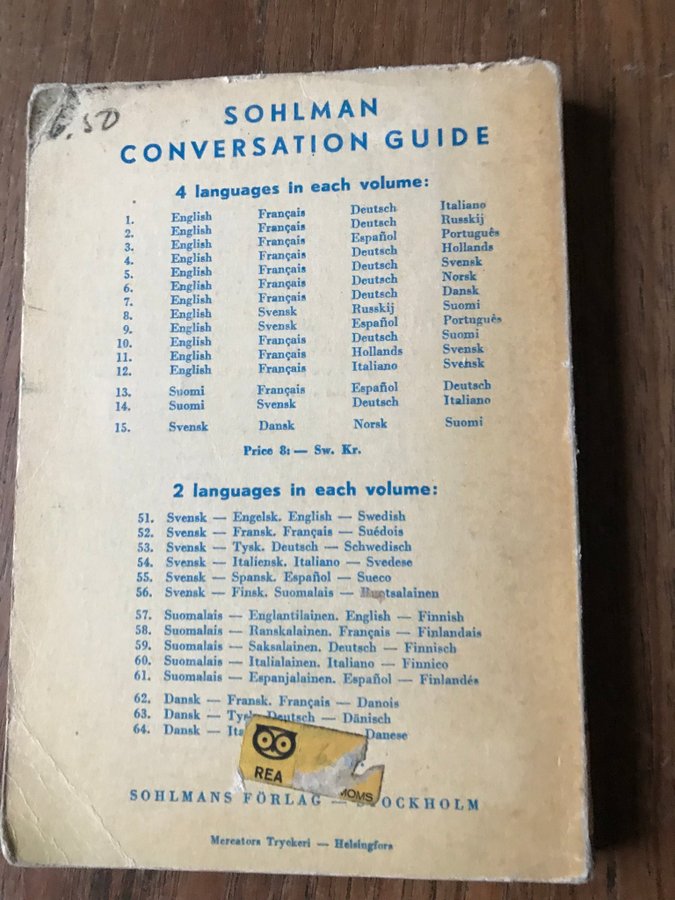 6.50
SOHLMAN
CONVERSATION GUIDE
4 languages in each volume:
1. English Français Deutsch Italiano
2. English Français Deutsch Russkij
3. English Français Español Português
4. English Français Deutsch Hollands
5. English Français Deutsch Svensk
6. English Français Deutsch Norsk
7. English Français Deutsch Dansk
8. English Svensk Russkij Suomi
9. English Svensk Español Português
10. English Français Deutsch Suomi
11. English Français Hollands Svensk
12. English Français Italiano Svensk
13. Suomi Français Español Deutsch
14. Suomi Svensk Deutsch Italiano
15. Svensk Dansk Norsk Suomi
Price 8: — Sw. Kr.
2 languages in each volume:
51. Svensk — Engelsk. English — Swedish
52. Svensk — Fransk. Français — Suédois
53. Svensk — Tysk. Deutsch — Schwedisch
54. Svensk — Italiensk. Italiano — Svedese
55. Svensk — Spansk. Español — Sueco
56. Svensk — Finsk. Suomalais —
57. Suomalais — Englantilainen. English — Finnish
58. Suomalais — Ranskalainen. Français — Finlandais
59. Suomalais — Saksalainen. Deutsch — Finnisch
60. Suomalais — Italialainen. Italiano — Finnico
61. Suomalais — Espanjalainen. Español — Finlandés
62. Dansk — Fransk. Français — Danois
63. Dansk — Deutsch — Dänisch
64. Dansk — Danese
REA
MOMS
SOHLMANS FÖRLAG — STOCKHOLM
Mercators Tryckeri — Helsingfors